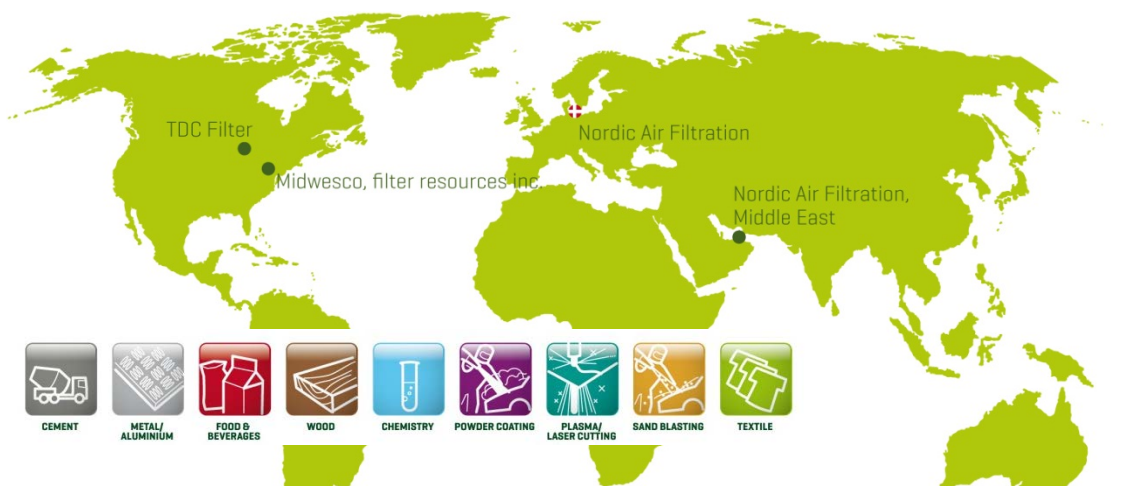 TDC Filter
Nordic Air Filtration
Midwesco, filter resources inc.
Nordic Air Filtration,
Middle East
CEMENT
METAL/
ALUMINIUM
FOOD &
BEVERAGES
WOOD
CHEMISTRY
POWDER COATING
PLASMA/
LASER CUTTING
SAND BLASTING
TEXTILE